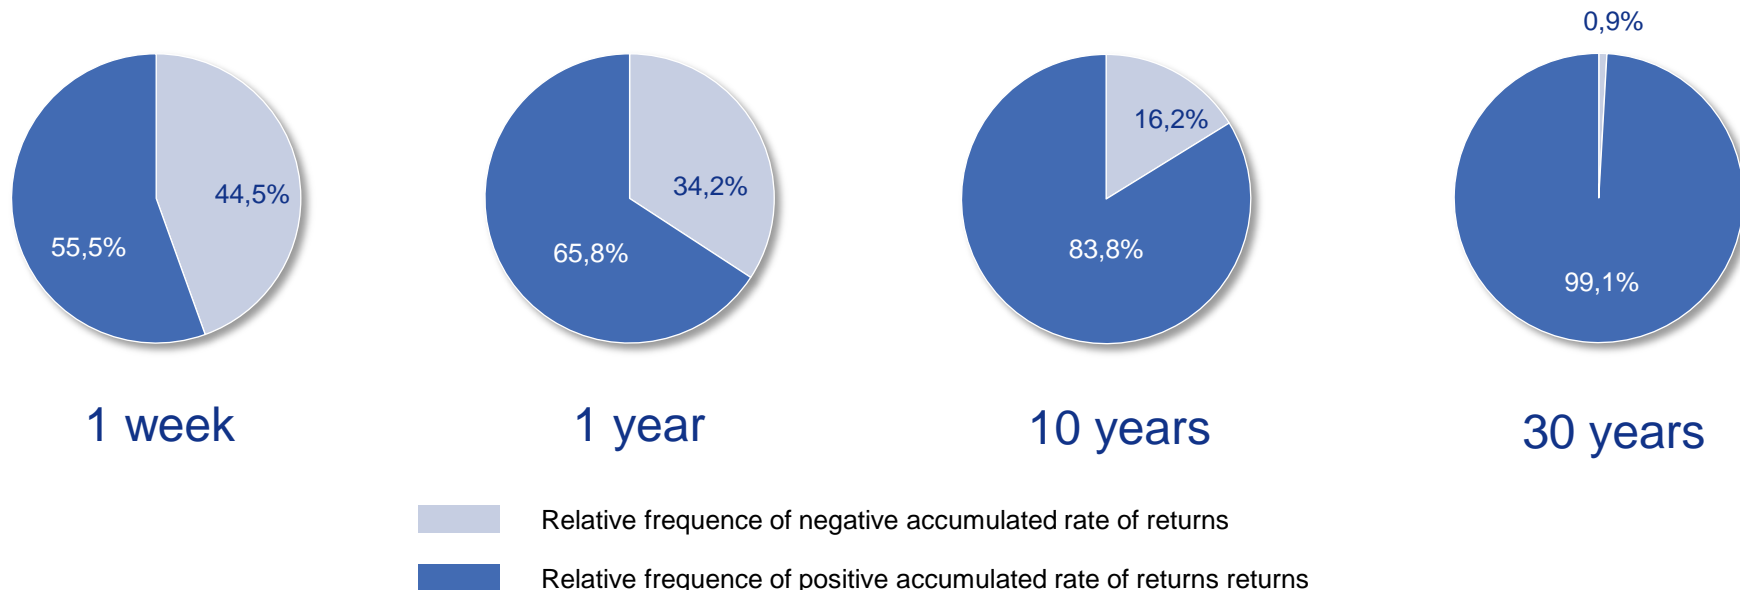 0,9%
16,2%
44,5%
34,2%
55,5%
65,8%
83,8%
99,1%
1 week
1 year
10 years
30 years
Relative frequence of negative accumulated rate of returns
Relative frequence of positive accumulated rate of returns returns